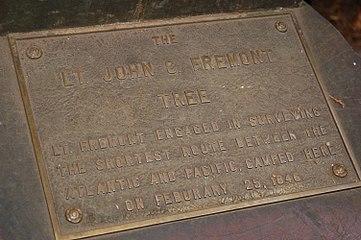 THE
LT JOHN C FREMONT
TREE
LT. FREMONT ENGAGED IN SURVEYING
THE SHORTEST ROUTE BETWEEN THE
ATLANTIC AND PACIFIC, CAMPED HERE
ON FEBURARY 25, 1846